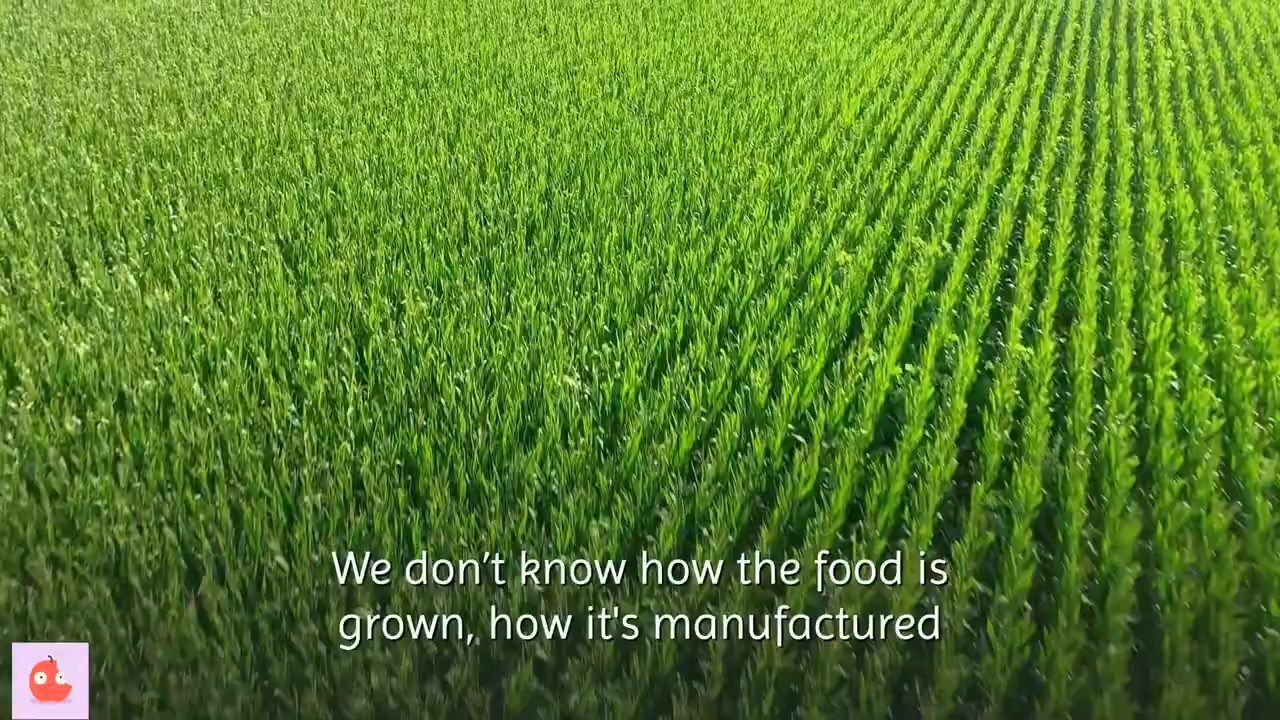 We don’t know how the food is
grown, how it's manufactured